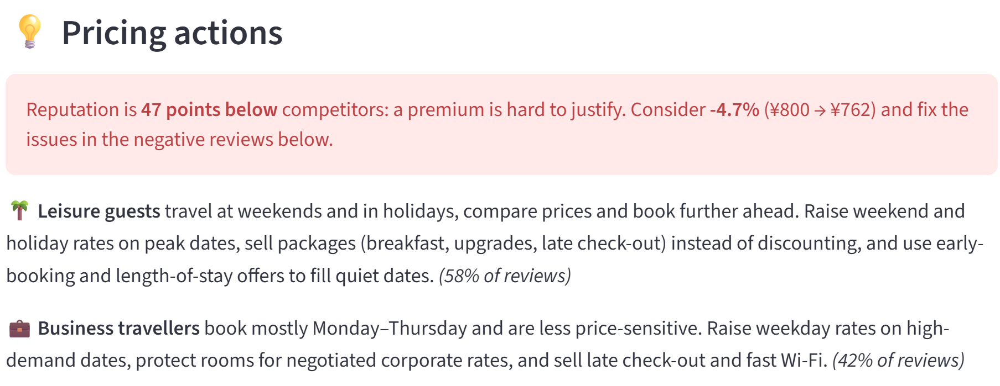 Pricing actions
Reputation is 47 points below competitors: a premium is hard to justify. Consider -4.7% (¥800 → ¥762) and fix the
issues in the negative reviews below.
Leisure guests travel at weekends and in holidays, compare prices and book further ahead. Raise weekend and
holiday rates on peak dates, sell packages (breakfast, upgrades, late check-out) instead of discounting, and use early-
booking and length-of-stay offers to fill quiet dates. (58% of reviews)
Business travellers book mostly Monday–Thursday and are less price-sensitive. Raise weekday rates on high-
demand dates, protect rooms for negotiated corporate rates, and sell late check-out and fast Wi-Fi. (42% of reviews)